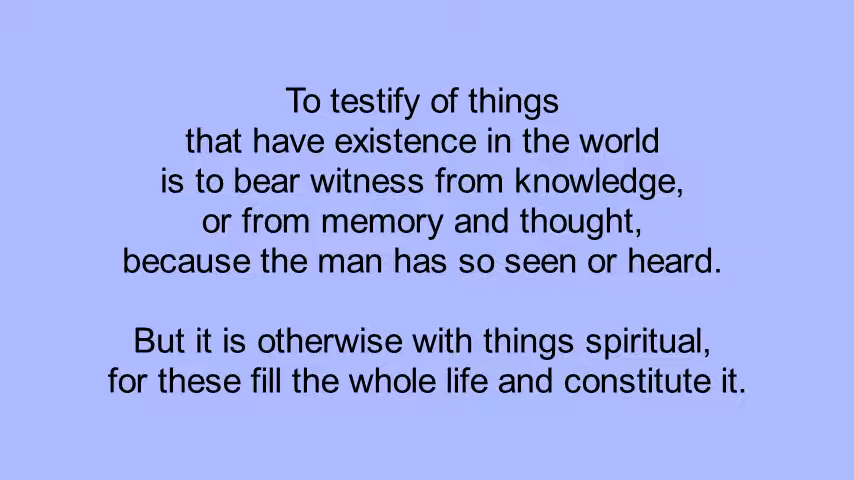 To testify of things
that have existence in the world
is to bear witness from knowledge,
or from memory and thought,
because the man has so seen or heard.
But it is otherwise with things spiritual,
for these fill the whole life and constitute it.